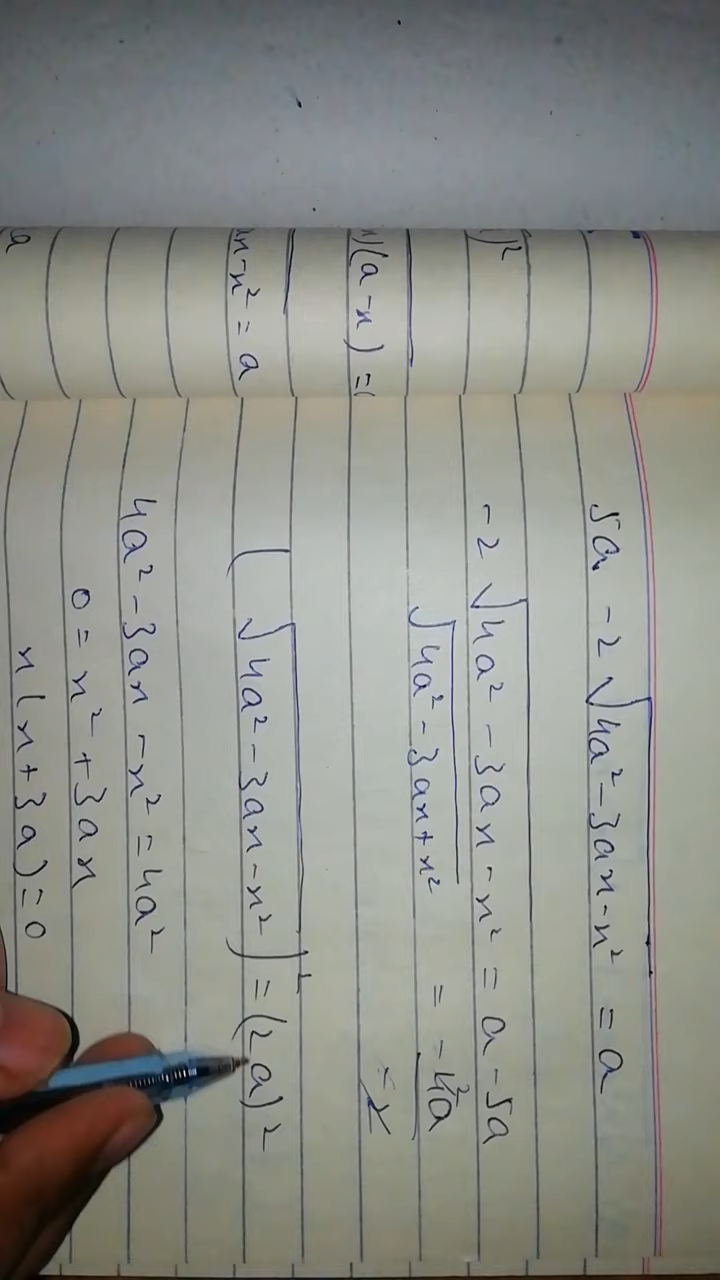 )²
)(a-x)=
ax-x² = a
a
5a - 2√4a²-3ax-x² = a
-2√4a²-3ax-x² = a-5a
√4a²-3ax+x² = -4a
-2
(√4a²-3ax-x²)² = (2a)²
4a²-3ax-x² = 4a²
0 = x²+3ax
x(x+3a)=0